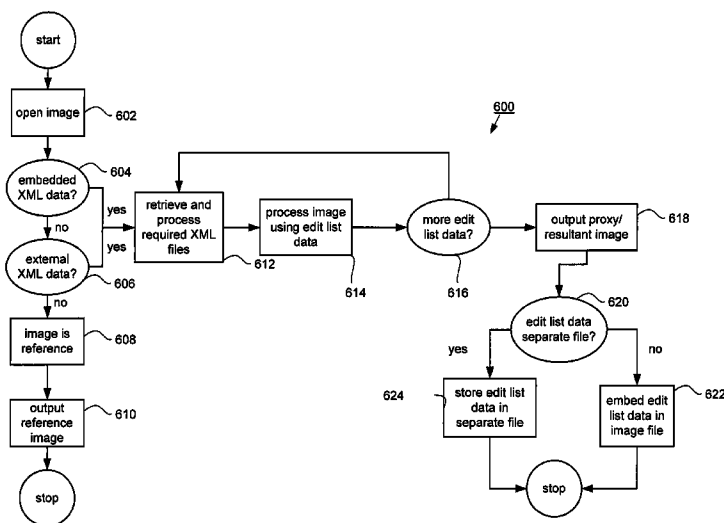 start
open image
602
604
embedded
XML data?
yes
no
yes
external
XML data?
606
no
image is
reference
608
output
reference
image
610
stop
600
retrieve and
process
required XML
files
612
process image
using edit list
data
614
more edit
list data?
616
output proxy/
resultant image
618
620
edit list data
separate file?
yes
no
624
store edit list
data in
separate file
embed edit
list data in
image file
622
stop